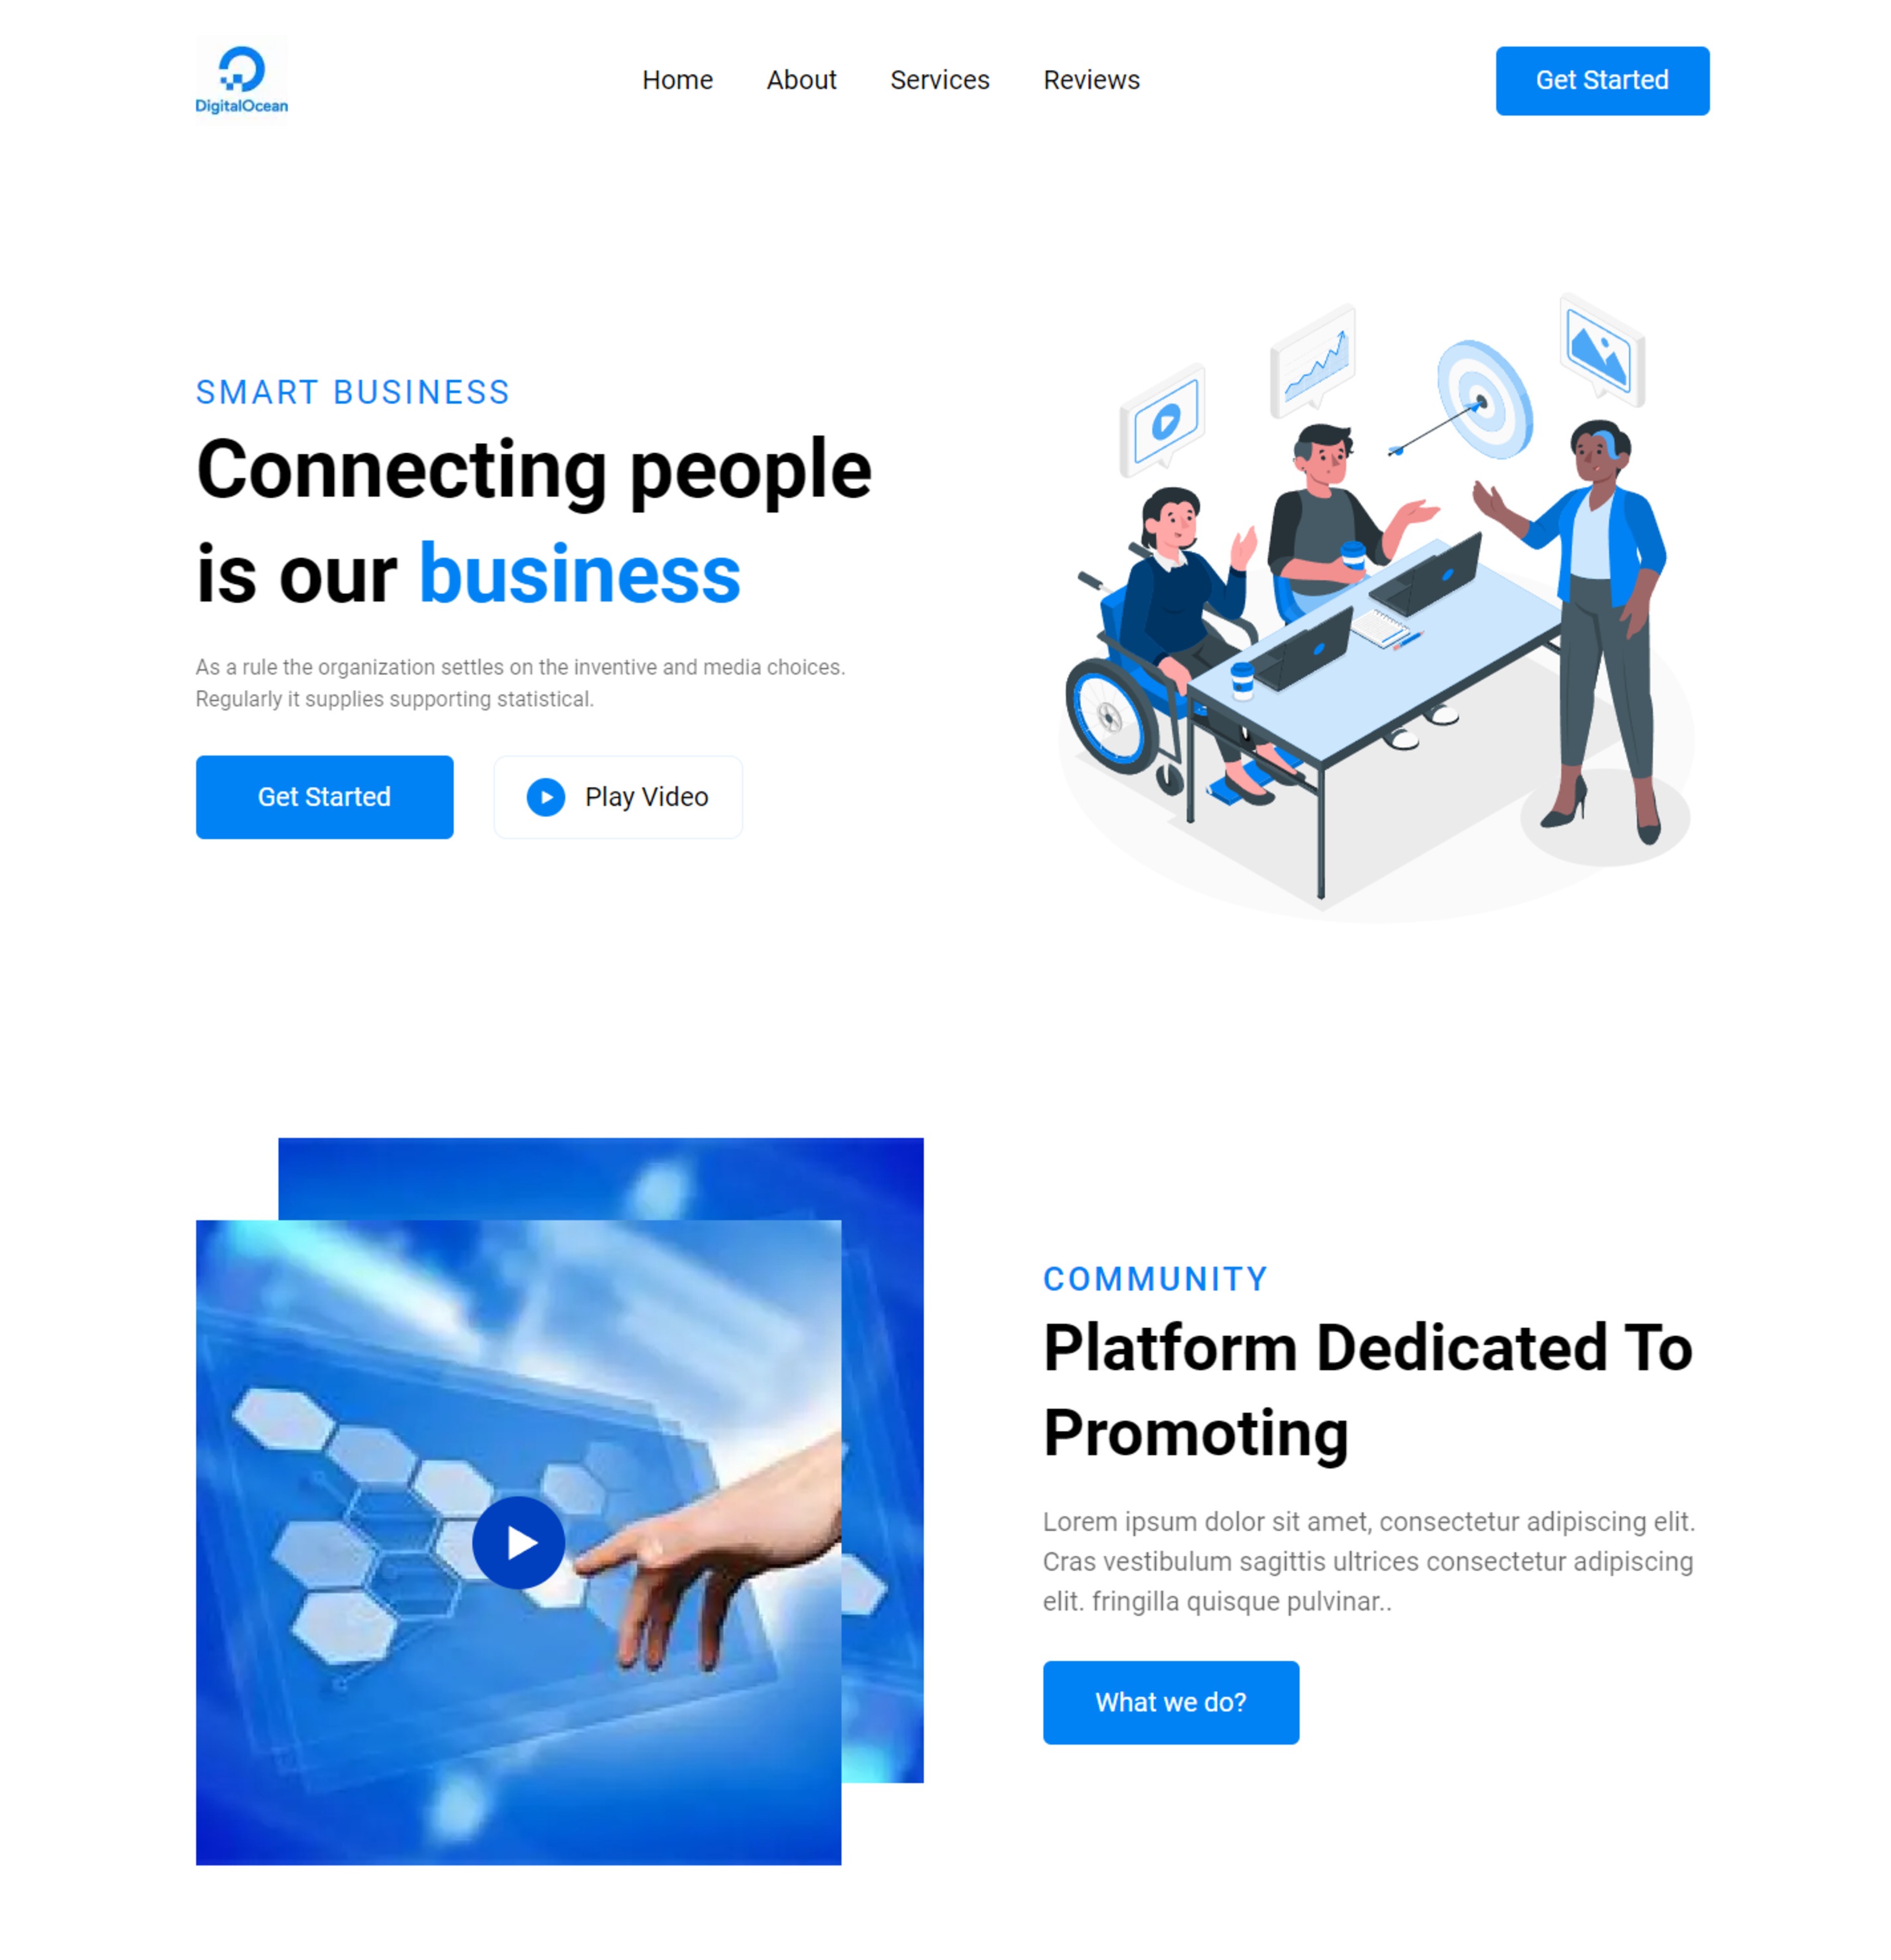 DigitalOcean
Home
About
Services
Reviews
Get Started
SMART BUSINESS
Connecting people
is our business
As a rule the organization settles on the inventive and media choices.
Regularly it supplies supporting statistical.
Get Started
Play Video
COMMUNITY
Platform Dedicated To
Promoting
Lorem ipsum dolor sit amet, consectetur adipiscing elit.
Cras vestibulum sagittis ultrices consectetur adipiscing
elit. fringilla quisque pulvinar..
What we do?